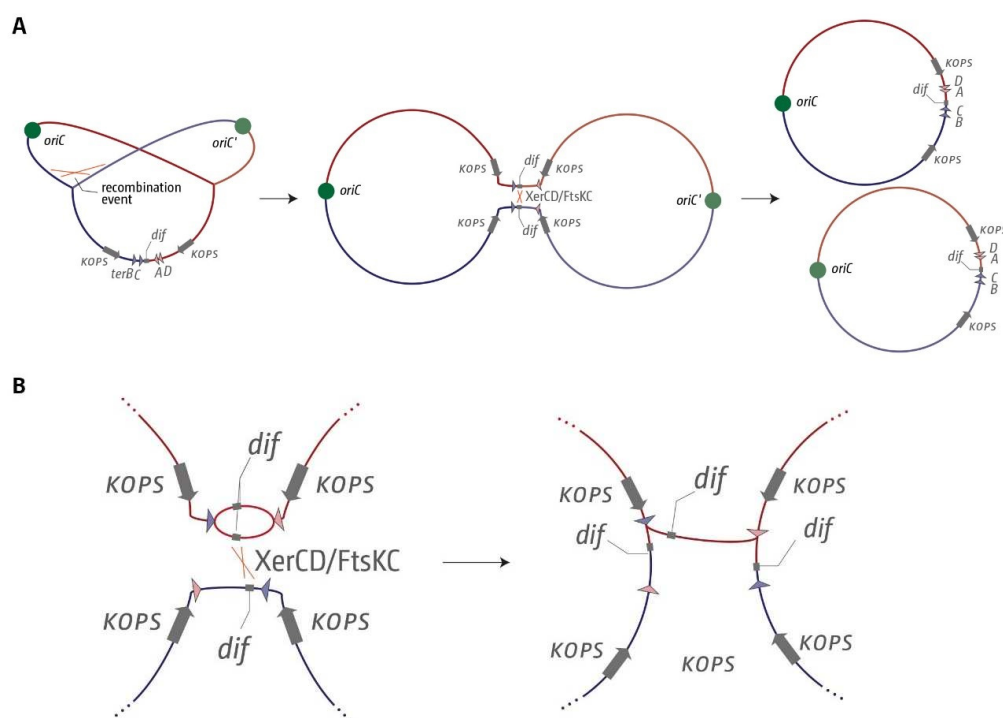 A
oriC
oriC'
recombination
event
KOPS
dif
KOPS
terBC
A D
oriC
KOPS
dif
KOPS
XerCD/FtsKC
KOPS
dif
KOPS
oriC'
oriC
KOPS
D
dif
A
C
B
KOPS
oriC
KOPS
D
dif
A
C
B
KOPS
B
KOPS
dif
KOPS
XerCD/FtsKC
KOPS
dif
KOPS
KOPS
dif
KOPS
dif
dif
KOPS
KOPS
KOPS